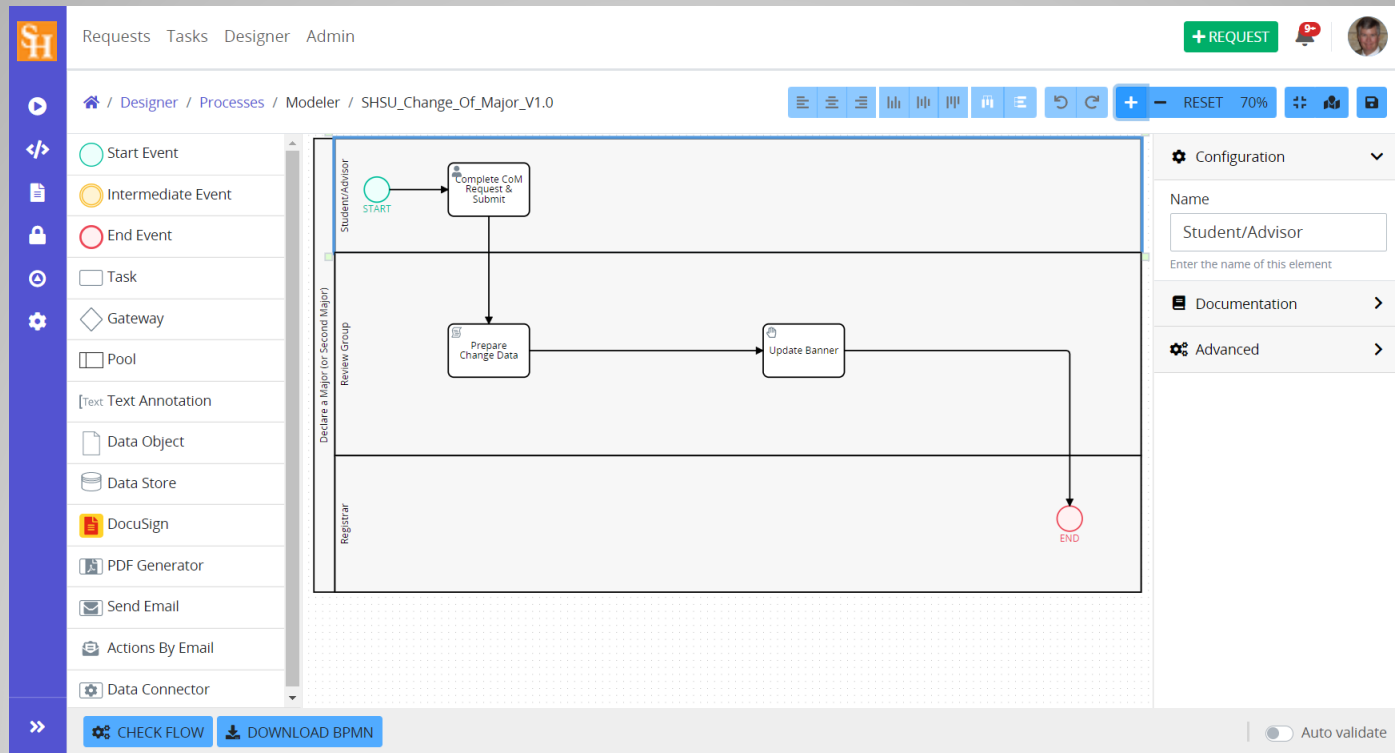 SH
Requests Tasks Designer Admin
+ REQUEST
9+
/ Designer / Processes / Modeler / SHSU_Change_Of_Major_V1.0
RESET 70%
Start Event
Intermediate Event
End Event
Task
Gateway
Pool
[Text Text Annotation
Data Object
Data Store
DocuSign
PDF Generator
Send Email
Actions By Email
Data Connector
Declare a Major (or Second Major)
Student/Advisor
START
Complete CoM
Request &
Submit
Review Group
Prepare
Change Data
Update Banner
Registrar
END
Configuration
Name
Student/Advisor
Enter the name of this element
Documentation
Advanced
CHECK FLOW
DOWNLOAD BPMN
Auto validate